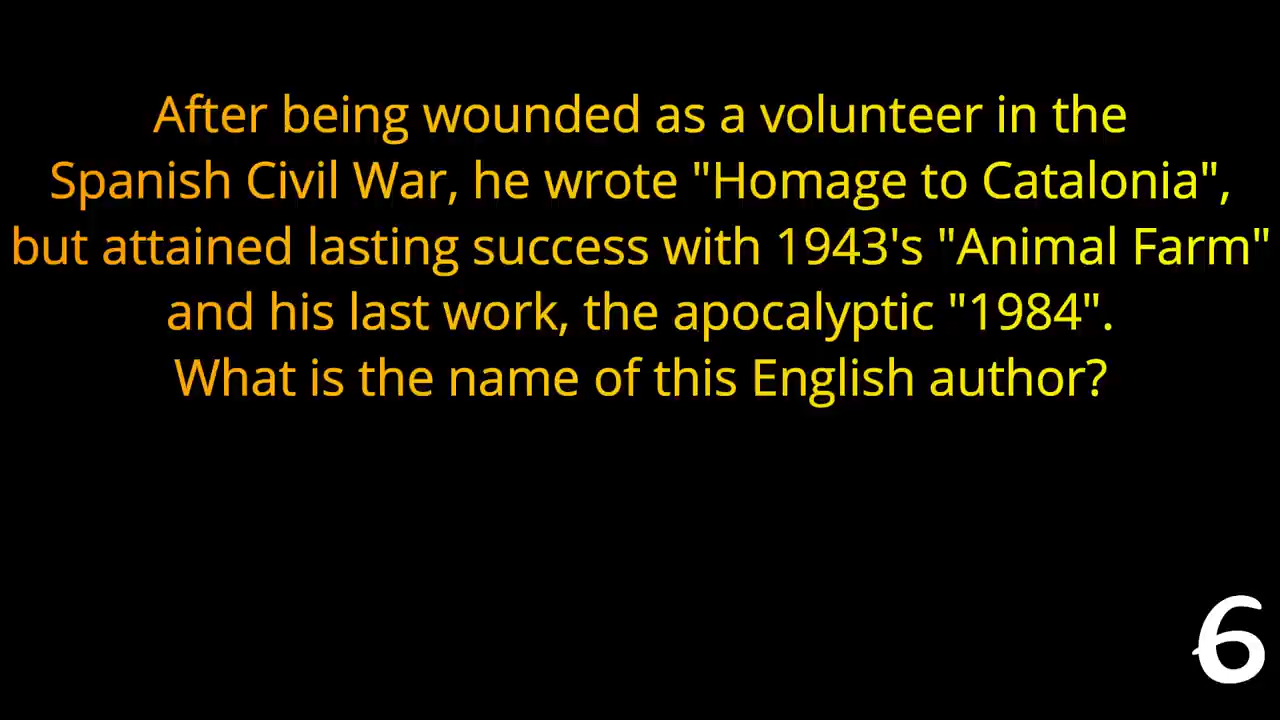 After being wounded as a volunteer in the
Spanish Civil War, he wrote "Homage to Catalonia",
but attained lasting success with 1943's "Animal Farm"
and his last work, the apocalyptic "1984".
What is the name of this English author?
6